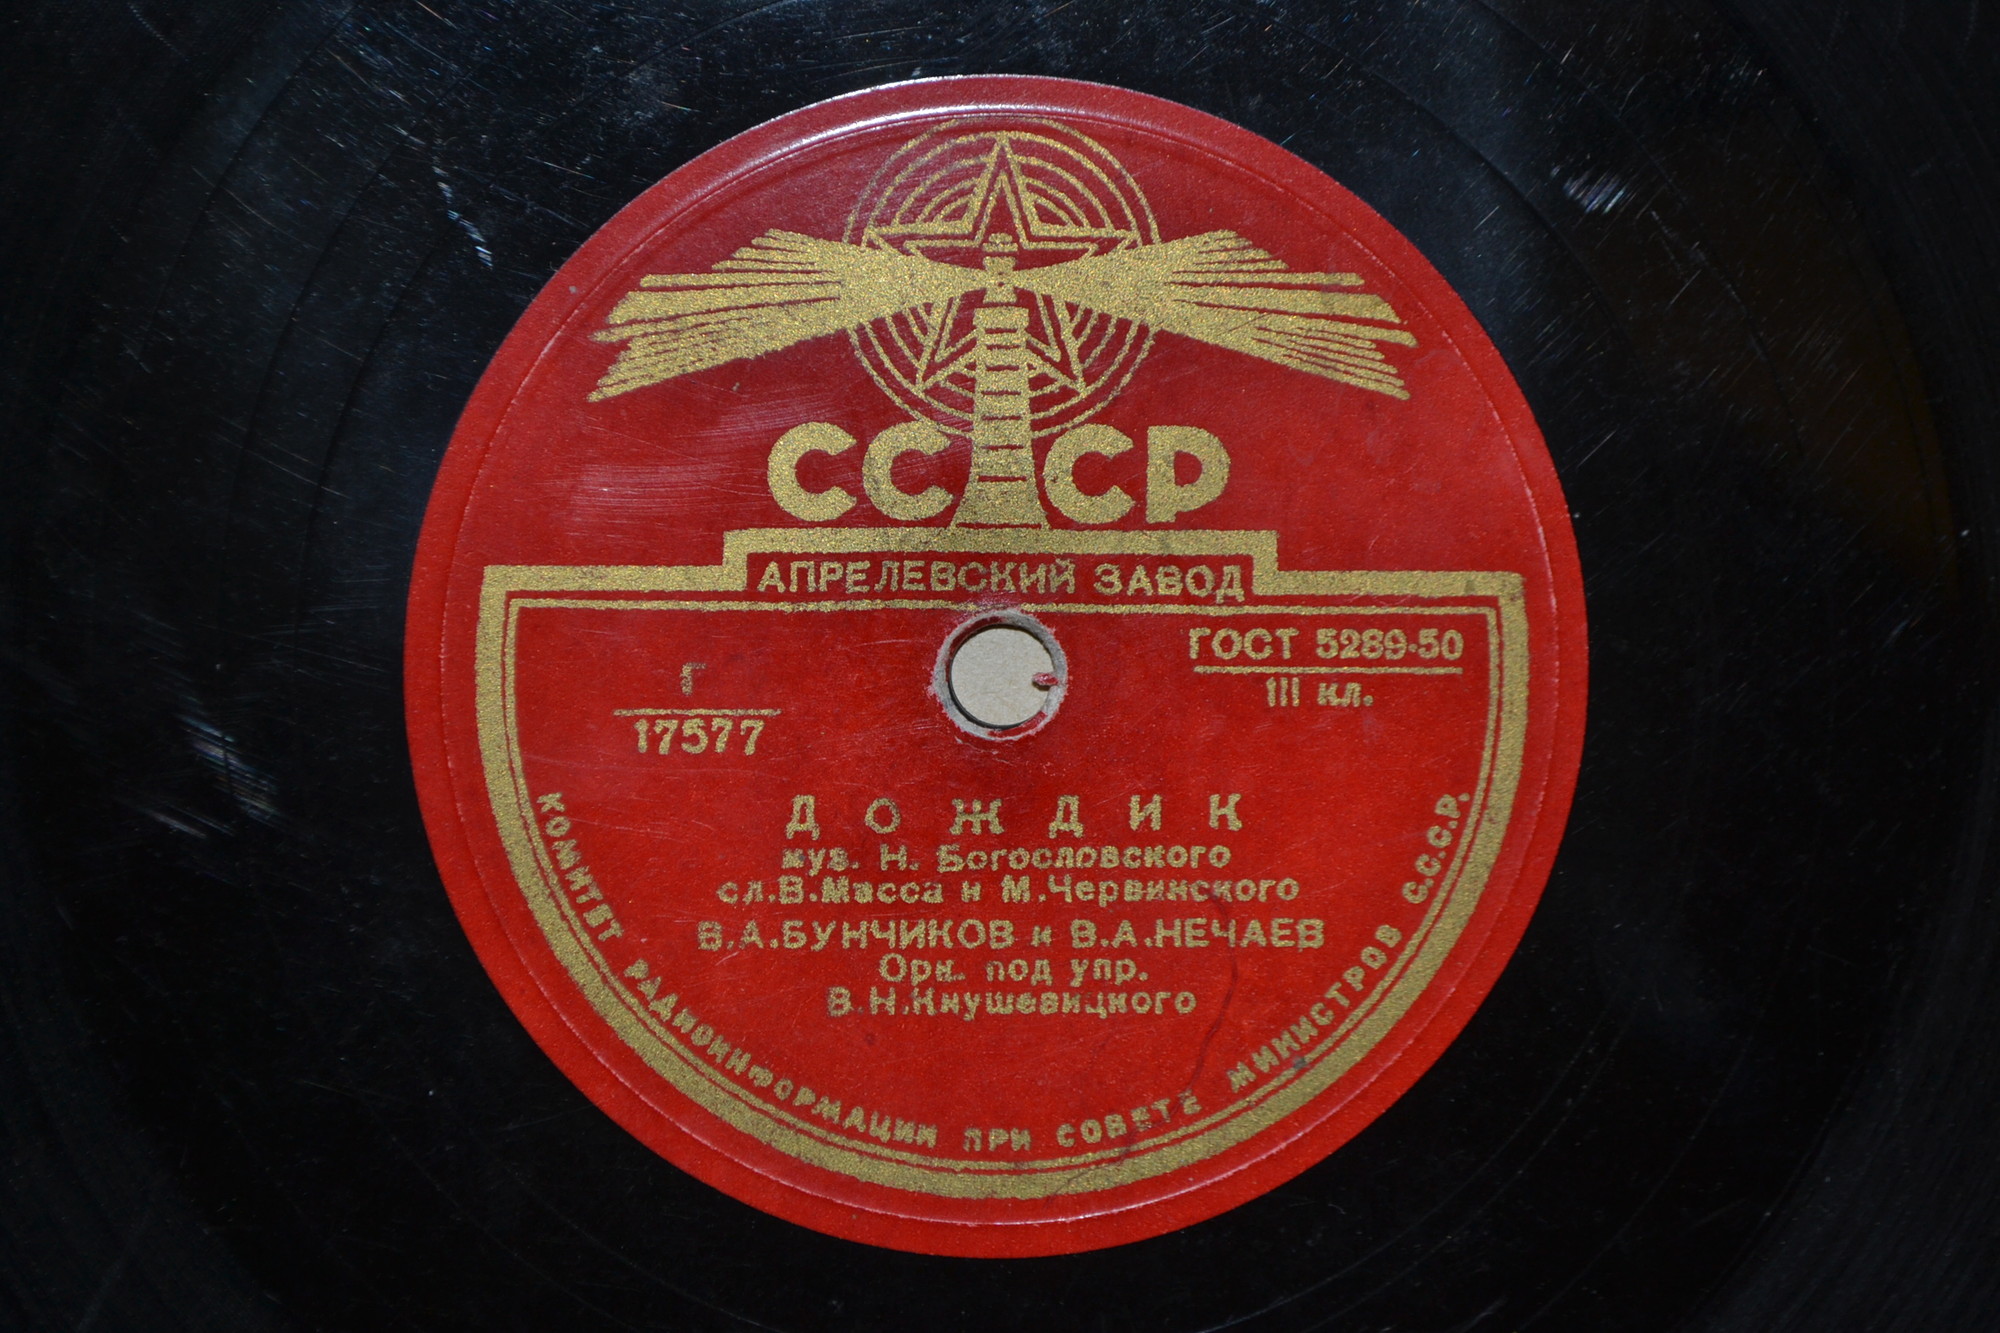 СССР
АПРЕЛЕВСКИЙ ЗАВОД
ГОСТ 5289-50
III кл.
Г
17577
ДОЖДИК
муз. Н. Богословского
сл.В.Масса и М.Червинского
В.А.БУНЧИКОВ и В.А.НЕЧАЕВ
Орк. под упр.
В.Н.Кнушевицкого
КОМИТЕТ РАДИОИНФОРМАЦИИ ПРИ СОВЕТЕ МИНИСТРОВ С.С.С.Р.